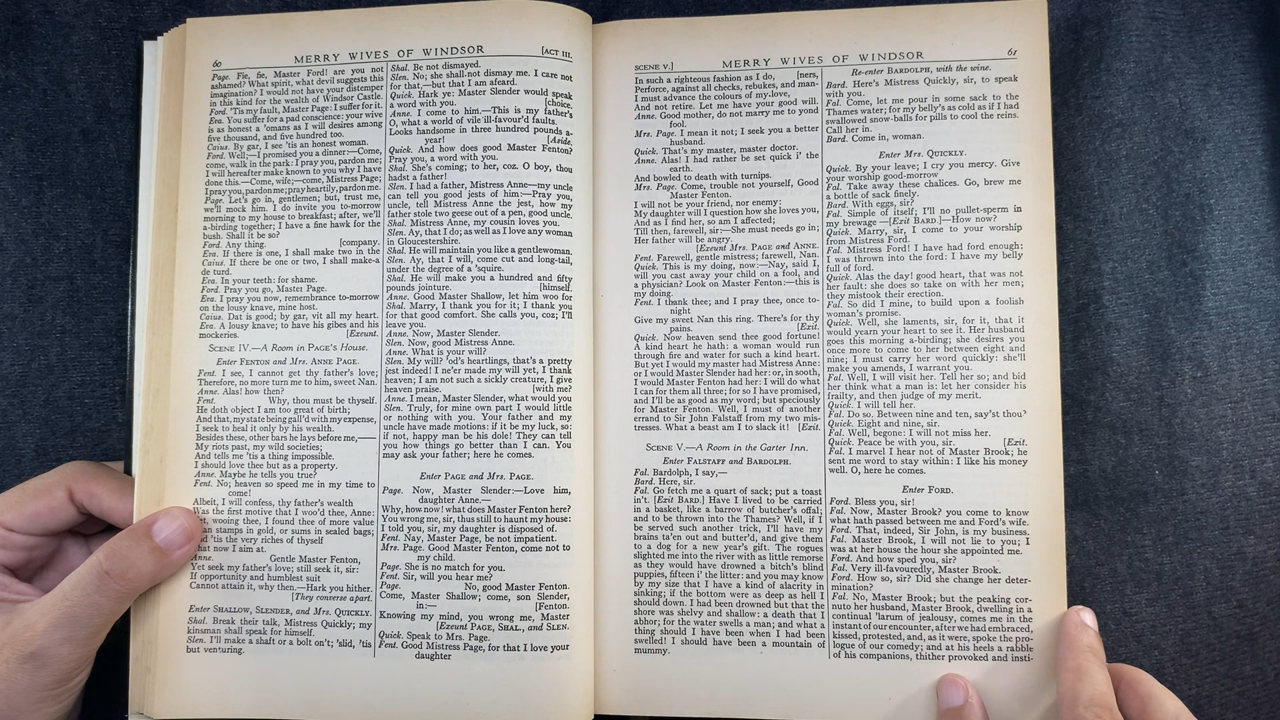 60
MERRY WIVES OF WINDSOR
[ACT III.
Page. Fie, fie, Master Ford! are you not
ashamed? What spirit, what devil suggests this
imagination? I would not have your distemper
in this kind for the wealth of Windsor Castle.
Ford. 'Tis my fault, Master Page: I suffer for it.
Eva. You suffer for a pad conscience: your wive
is as honest a 'omans as I will desires among
five thousand, and five hundred too.
Caius. By gar, I see 'tis an honest woman.
Ford. Well;—I promised you a dinner:—Come,
come, walk in the park: I pray you, pardon me;
I will hereafter make known to you why I have
done this.—Come, wife;—come, Mistress Page;
I pray you, pardon me; pray heartily, pardon me.
Page. Let's go in, gentlemen; but, trust me,
we'll mock him. I do invite you to-morrow
morning to my house to breakfast; after, we'll
a-birding together; I have a fine hawk for the
bush. Shall it be so?
Ford. Any thing. [company.
Eva. If there is one, I shall make two in the
Caius. If there be one or two, I shall make-a
de turd.
Eva. In your teeth: for shame.
Ford. Pray you go, Master Page.
Eva. I pray you now, remembrance to-morrow
on the lousy knave, mine host.
Caius. Dat is good; by gar, vit all my heart.
Eva. A lousy knave; to have his gibes and his
mockeries. [Exeunt.
SCENE IV.—A Room in PAGE'S House.
Enter FENTON and Mrs. ANNE PAGE.
Fent. I see, I cannot get thy father's love;
Therefore, no more turn me to him, sweet Nan.
Anne. Alas! how then?
Fent. Why, thou must be thyself.
He doth object I am too great of birth;
And that, my state being gall'd with my expense,
I seek to heal it only by his wealth.
Besides these, other bars he lays before me,——
My riots past, my wild societies;
And tells me 'tis a thing impossible.
I should love thee but as a property.
Anne. Maybe he tells you true?
Fent. No; heaven so speed me in my time to
come!
Albeit, I will confess, thy father's wealth
Was the first motive that I woo'd thee, Anne:
Yet, wooing thee, I found thee of more value
Than stamps in gold, or sums in sealed bags;
And 'tis the very riches of thyself
That now I aim at.
Anne. Gentle Master Fenton,
Yet seek my father's love; still seek it, sir:
If opportunity and humblest suit
Cannot attain it, why then.—Hark you hither.
[They converse apart.
Enter SHALLOW, SLENDER, and Mrs. QUICKLY.
Shal. Break their talk, Mistress Quickly; my
kinsman shall speak for himself.
Slen. I'll make a shaft or a bolt on't; 'slid, 'tis
but venturing.
Shal. Be not dismayed.
Slen. No; she shall not dismay me. I care not
for that,—but that I am afeard.
Quick. Hark ye: Master Slender would speak
a word with you. [choice.
Anne. I come to him.—This is my father's
O, what a world of vile ill-favour'd faults.
Looks handsome in three hundred pounds a-
year! [Aside.
Quick. And how does good Master Fenton?
Pray you, a word with you.
Shal. She's coming; to her, coz. O boy, thou
hadst a father!
Slen. I had a father, Mistress Anne—my uncle
can tell you good jests of him:—Pray you,
uncle, tell Mistress Anne the jest, how my
father stole two geese out of a pen, good uncle.
Shal. Mistress Anne, my cousin loves you.
Slen. Ay, that I do; as well as I love any woman
in Gloucestershire.
Shal. He will maintain you like a gentlewoman.
Slen. Ay, that I will, come cut and long-tail,
under the degree of a 'squire.
Shal. He will make you a hundred and fifty
pounds jointure. [himself.
Anne. Good Master Shallow, let him woo for
Shal. Marry, I thank you for it; I thank you
for that good comfort. She calls you, coz; I'll
leave you.
Anne. Now, Master Slender.
Slen. Now, good Mistress Anne.
Anne. What is your will?
Slen. My will? 'od's heartlings, that's a pretty
jest indeed! I ne'er made my will yet, I thank
heaven; I am not such a sickly creature, I give
heaven praise. [with me?
Anne. I mean, Master Slender, what would you
Slen. Truly, for mine own part I would little
or nothing with you. Your father and my
uncle have made motions: if it be my luck, so:
if not, happy man be his dole! They can tell
you how things go better than I can. You
may ask your father; here he comes.
Enter PAGE and Mrs. PAGE.
Page. Now, Master Slender:—Love him,
daughter Anne.—
Why, how now! what does Master Fenton here?
You wrong me, sir, thus still to haunt my house:
I told you, sir, my daughter is disposed of.
Fent. Nay, Master Page, be not impatient.
Mrs. Page. Good Master Fenton, come not to
my child.
Page. She is no match for you.
Fent. Sir, will you hear me?
Page. No, good Master Fenton.
Come, Master Shallow; come, son Slender,
in:— [Fenton.
Knowing my mind, you wrong me, Master
[Exeunt PAGE, SHAL., and SLEN.
Quick. Speak to Mrs. Page.
Fent. Good Mistress Page, for that I love your
daughter
SCENE V.]
MERRY WIVES OF WINDSOR
61
In such a righteous fashion as I do, [ners,
Perforce, against all checks, rebukes, and man-
I must advance the colours of my love,
And not retire. Let me have your good will.
Anne. Good mother, do not marry me to yond
fool.
Mrs. Page. I mean it not; I seek you a better
husband.
Quick. That's my master, master doctor.
Anne. Alas! I had rather be set quick i' the
earth.
And bowled to death with turnips.
Mrs. Page. Come, trouble not yourself, Good
Master Fenton.
I will not be your friend, nor enemy:
My daughter will I question how she loves you,
And as I find her, so am I affected;
Till then, farewell, sir:—She must needs go in;
Her father will be angry.
[Exeunt Mrs. PAGE and ANNE.
Fent. Farewell, gentle mistress; farewell, Nan.
Quick. This is my doing, now:—Nay, said I,
will you cast away your child on a fool, and
a physician? Look on Master Fenton:—this is
my doing.
Fent. I thank thee; and I pray thee, once to-
night
Give my sweet Nan this ring. There's for thy
pains. [Exit.
Quick. Now heaven send thee good fortune!
A kind heart he hath: a woman would run
through fire and water for such a kind heart.
But yet I would my master had Mistress Anne:
or I would Master Slender had her: or, in sooth,
I would Master Fenton had her: I will do what
I can for them all three; for so I have promised,
and I'll be as good as my word; but speciously
for Master Fenton. Well, I must of another
errand to Sir John Falstaff from my two mis-
tresses. What a beast am I to slack it! [Exit.
SCENE V.—A Room in the Garter Inn.
Enter FALSTAFF and BARDOLPH.
Fal. Bardolph, I say,—
Bard. Here, sir.
Fal. Go fetch me a quart of sack; put a toast
in't. [Exit BARD.] Have I lived to be carried
in a basket, like a barrow of butcher's offal;
and to be thrown into the Thames? Well, if I
be served such another trick, I'll have my
brains ta'en out and butter'd, and give them
to a dog for a new year's gift. The rogues
slighted me into the river with as little remorse
as they would have drowned a bitch's blind
puppies, fifteen i' the litter: and you may know
by my size that I have a kind of alacrity in
sinking; if the bottom were as deep as hell I
should down. I had been drowned but that the
shore was shelvy and shallow: a death that I
abhor; for the water swells a man; and what a
thing should I have been when I had been
swelled! I should have been a mountain of
mummy.
Re-enter BARDOLPH, with the wine.
Bard. Here's Mistress Quickly, sir, to speak
with you.
Fal. Come, let me pour in some sack to the
Thames water; for my belly's as cold as if I had
swallowed snow-balls for pills to cool the reins.
Call her in.
Bard. Come in, woman.
Enter Mrs. QUICKLY.
Quick. By your leave; I cry you mercy. Give
your worship good-morrow
Fal. Take away these chalices. Go, brew me
a bottle of sack finely.
Bard. With eggs, sir?
Fal. Simple of itself; I'll no pullet-sperm in
my brewage—[Exit BARD.]—How now?
Quick. Marry, sir, I come to your worship
from Mistress Ford.
Fal. Mistress Ford! I have had ford enough:
I was thrown into the ford: I have my belly
full of ford.
Quick. Alas the day! good heart, that was not
her fault: she does so take on with her men;
they mistook their erection.
Fal. So did I mine, to build upon a foolish
woman's promise.
Quick. Well, she laments, sir, for it, that it
would yearn your heart to see it. Her husband
goes this morning a-birding; she desires you
once more to come to her between eight and
nine; I must carry her word quickly: she'll
make you amends, I warrant you.
Fal. Well, I will visit her. Tell her so; and bid
her think what a man is: let her consider his
frailty, and then judge of my merit.
Quick. I will tell her.
Fal. Do so. Between nine and ten, say'st thou?
Quick. Eight and nine, sir.
Fal. Well, begone: I will not miss her.
Quick. Peace be with you, sir. [Exit.
Fal. I marvel I hear not of Master Brook; he
sent me word to stay within: I like his money
well. O, here he comes.
Enter FORD.
Ford. Bless you, sir!
Fal. Now, Master Brook? you come to know
what hath passed between me and Ford's wife.
Ford. That, indeed, Sir John, is my business.
Fal. Master Brook, I will not lie to you; I
was at her house the hour she appointed me.
Ford. And how sped you, sir?
Fal. Very ill-favouredly, Master Brook.
Ford. How so, sir? Did she change her deter-
mination?
Fal. No, Master Brook; but the peaking cor-
nuto her husband, Master Brook, dwelling in a
continual 'larum of jealousy, comes me in the
instant of our encounter, after we had embraced,
kissed, protested, and, as it were, spoke the pro-
logue of our comedy; and at his heels a rabble
of his companions, thither provoked and insti-